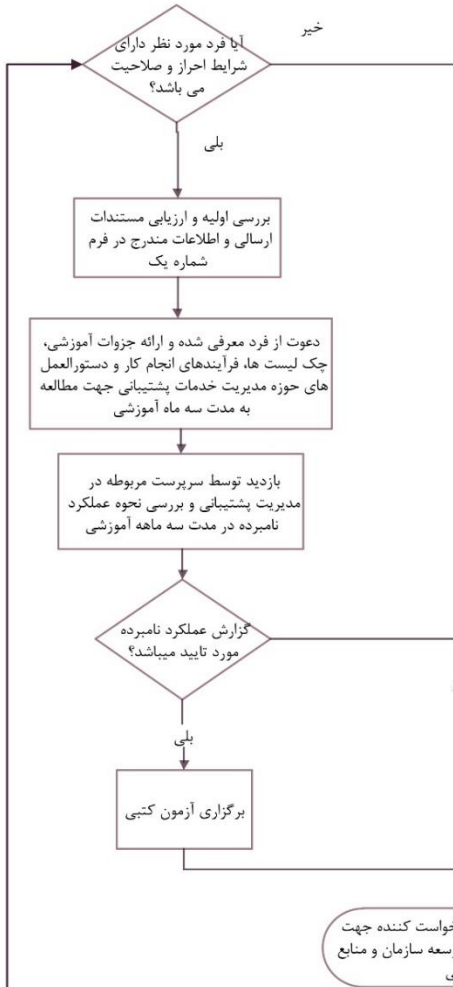 خیر
آیا فرد مورد نظر دارای
شرایط احراز و صلاحیت
می باشد؟
بلی
بررسی اولیه و ارزیابی مستندات
ارسالی و اطلاعات مندرج در فرم
شماره یک
دعوت از فرد معرفی شده و ارائه جزوات آموزشی،
چک لیست ها، فرآیندهای انجام کار و دستورالعمل
های حوزه مدیریت خدمات پشتیبانی جهت مطالعه
به مدت سه ماه آموزشی
بازدید توسط سرپرست مربوطه در
مدیریت پشتیبانی و بررسی نحوه عملکرد
نامبرده در مدت سه ماهه آموزشی
گزارش عملکرد نامبرده
مورد تایید میباشد؟
بلی
برگزاری آزمون کتبی
کننده جهت
سازمان و منابع